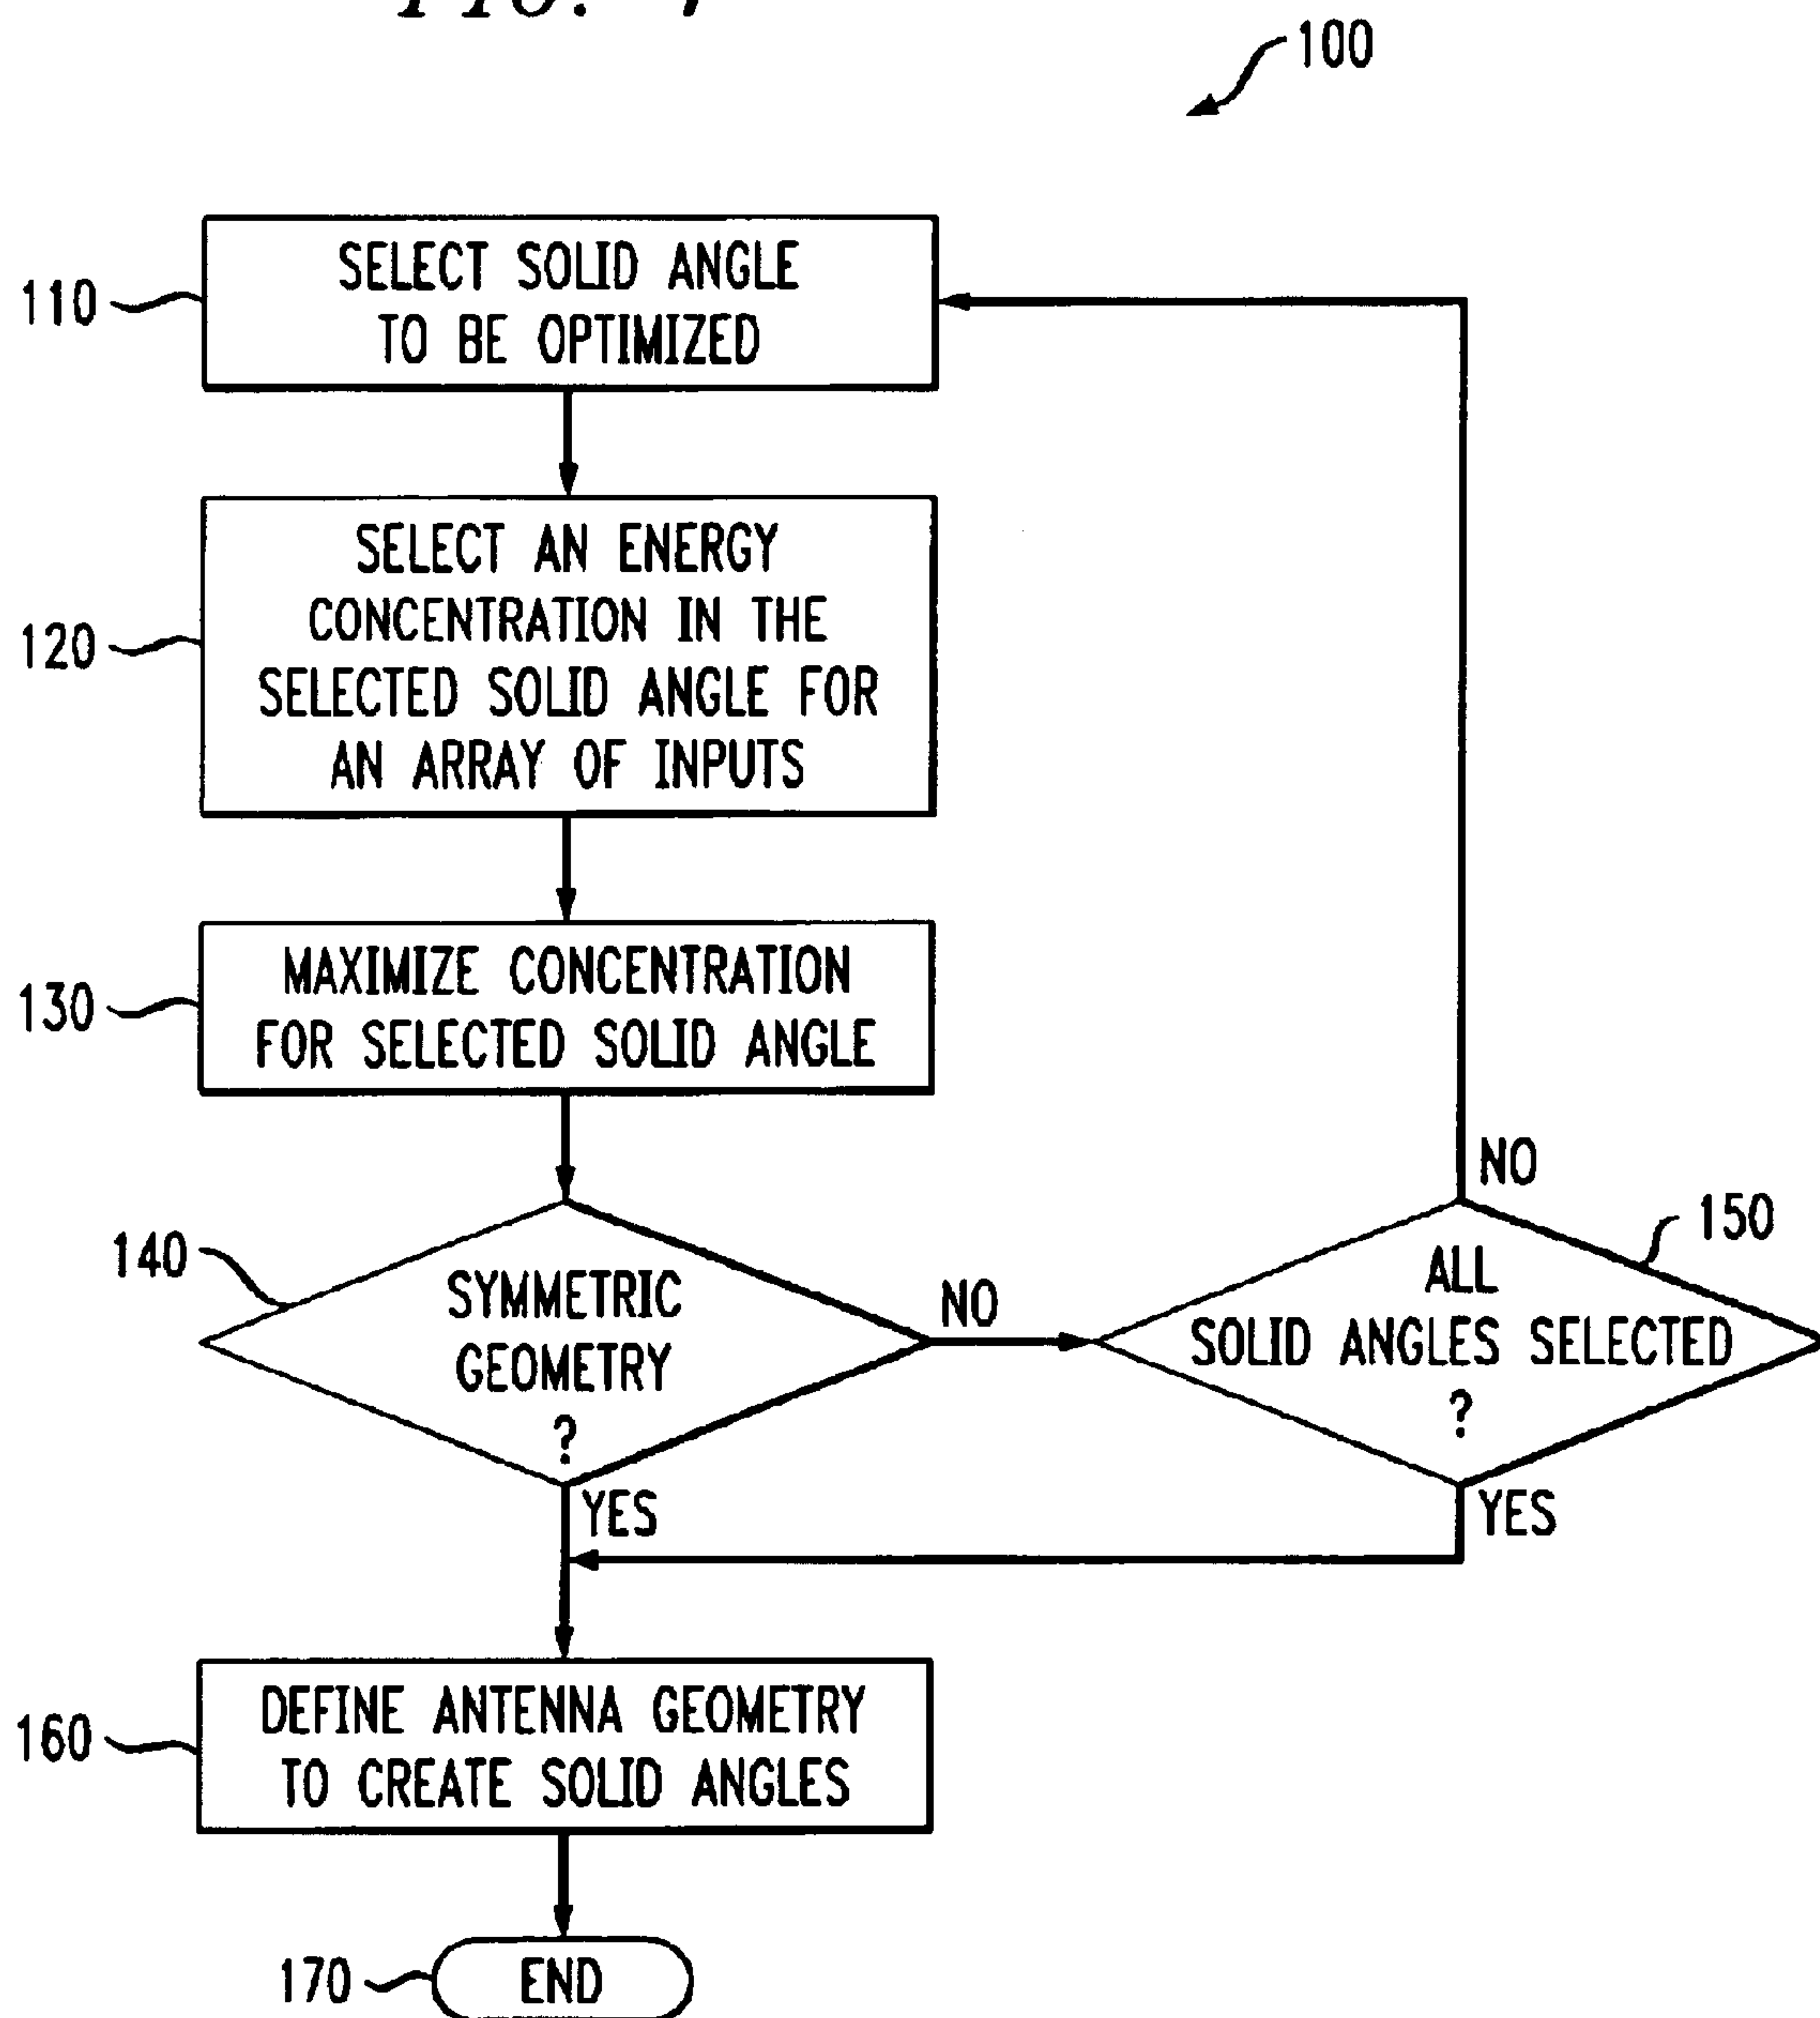 100
110
SELECT SOLID ANGLE
TO BE OPTIMIZED
120
SELECT AN ENERGY
CONCENTRATION IN THE
SELECTED SOLID ANGLE FOR
AN ARRAY OF INPUTS
130
MAXIMIZE CONCENTRATION
FOR SELECTED SOLID ANGLE
140
SYMMETRIC
GEOMETRY
?
NO
YES
NO
150
ALL
SOLID ANGLES SELECTED
?
YES
160
DEFINE ANTENNA GEOMETRY
TO CREATE SOLID ANGLES
170
END